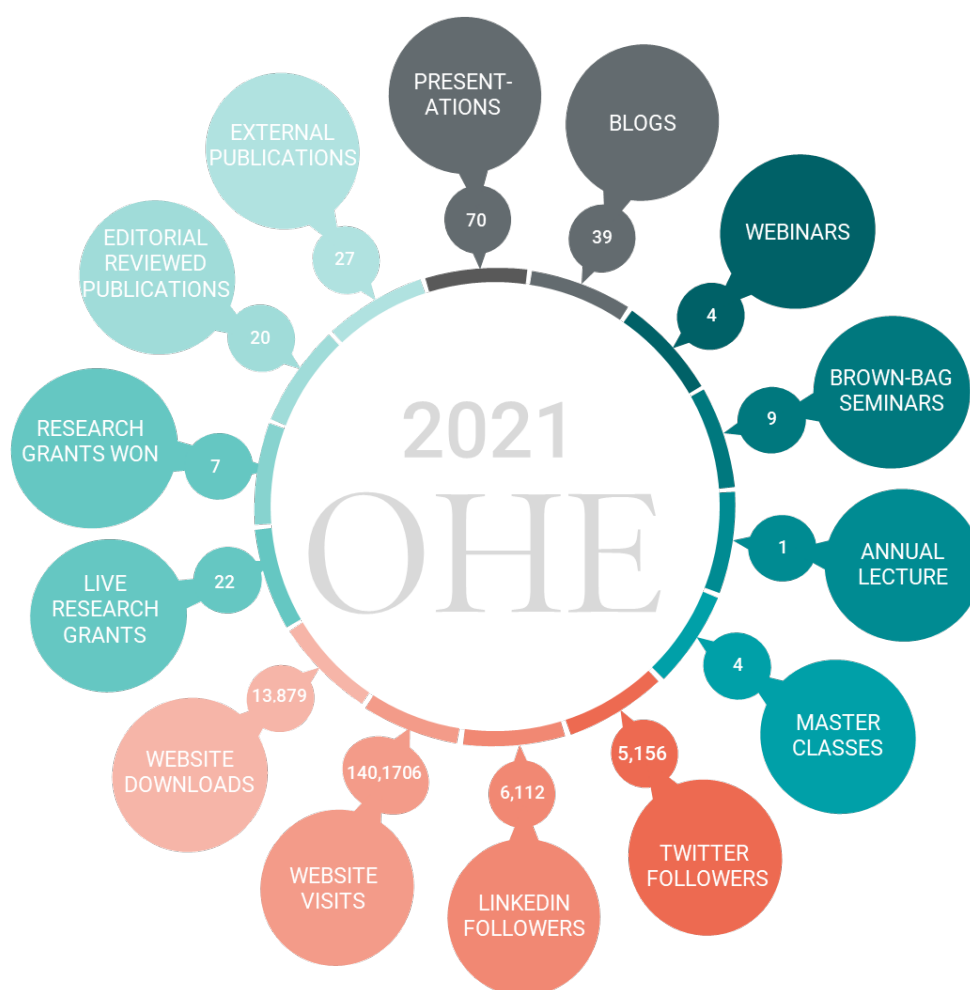 PRESENT-
ATIONS
70
BLOGS
39
WEBINARS
4
BROWN-BAG
SEMINARS
9
ANNUAL
LECTURE
1
MASTER
CLASSES
4
TWITTER
FOLLOWERS
5,156
LINKEDIN
FOLLOWERS
6,112
WEBSITE
VISITS
140,1706
WEBSITE
DOWNLOADS
13.879
LIVE
RESEARCH
GRANTS
22
RESEARCH
GRANTS WON
7
EDITORIAL
REVIEWED
PUBLICATIONS
20
EXTERNAL
PUBLICATIONS
27
2021
OHE